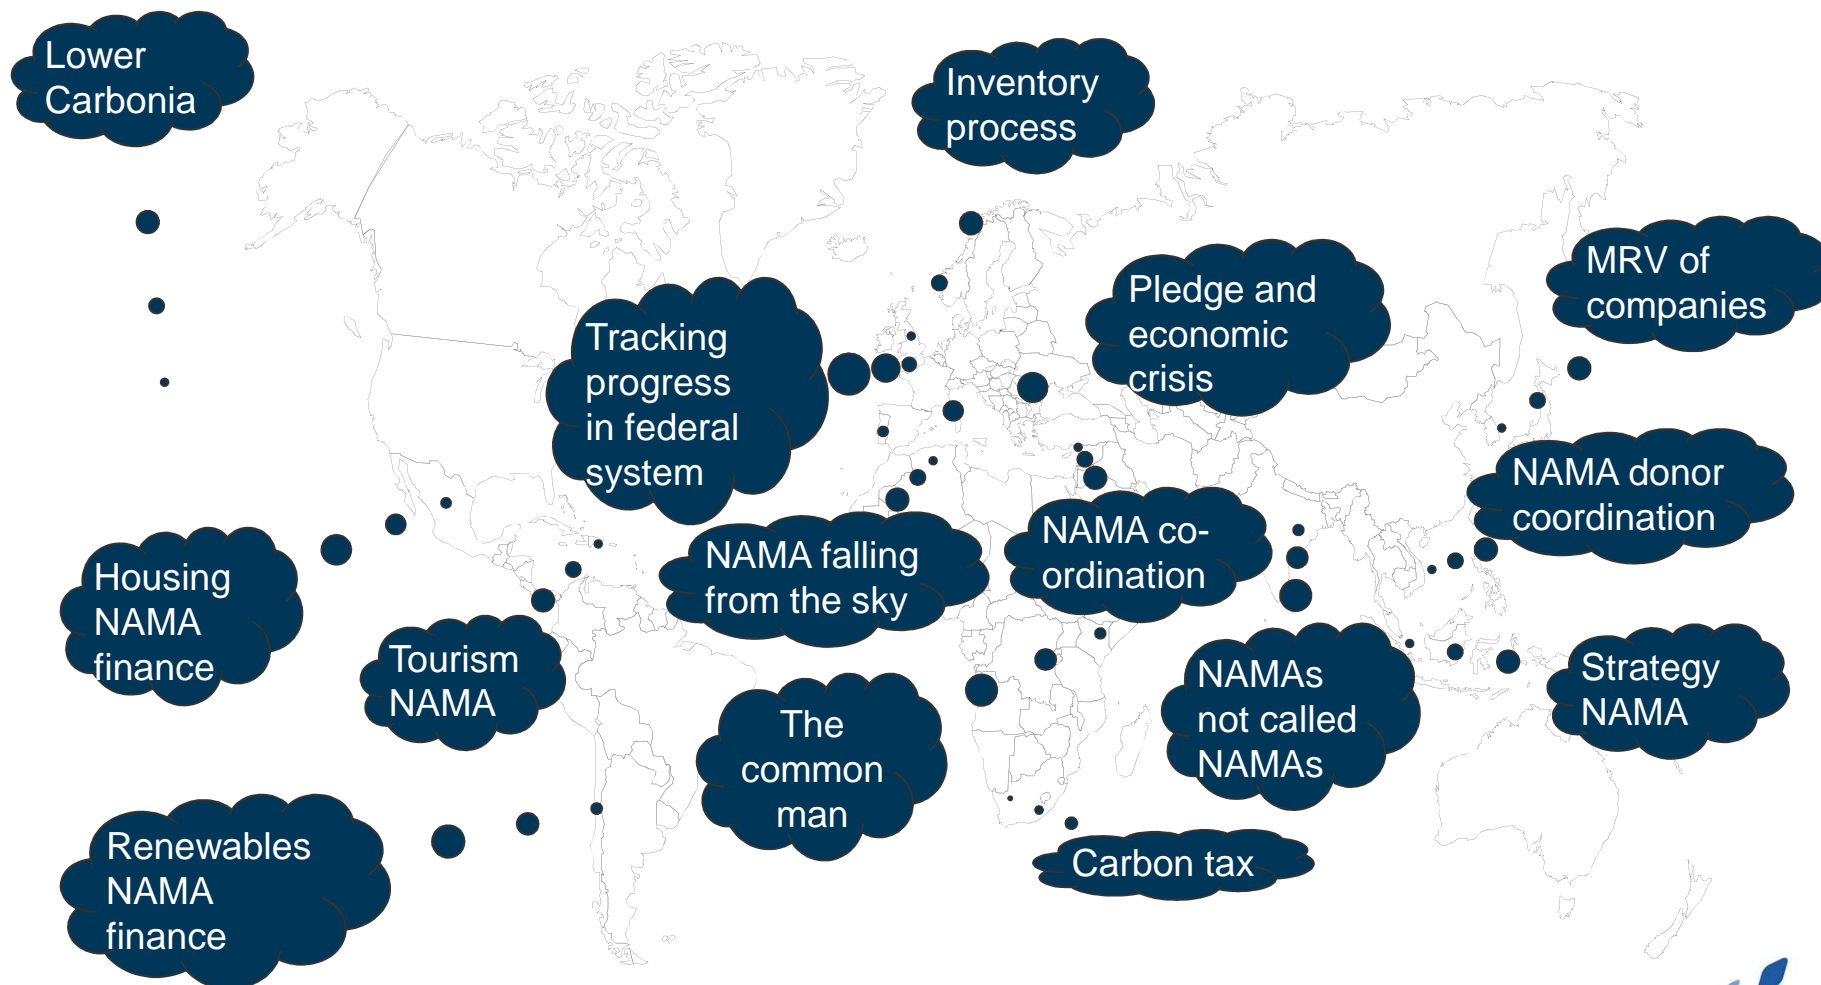 Lower
Carbonia
Inventory
process
MRV of
companies
Pledge and
economic
crisis
Tracking
progress
in federal
system
NAMA donor
coordination
NAMA co-
ordination
NAMA falling
from the sky
Housing
NAMA
finance
Tourism
NAMA
The
common
man
NAMAs
not called
NAMAs
Strategy
NAMA
Renewables
NAMA
finance
Carbon tax